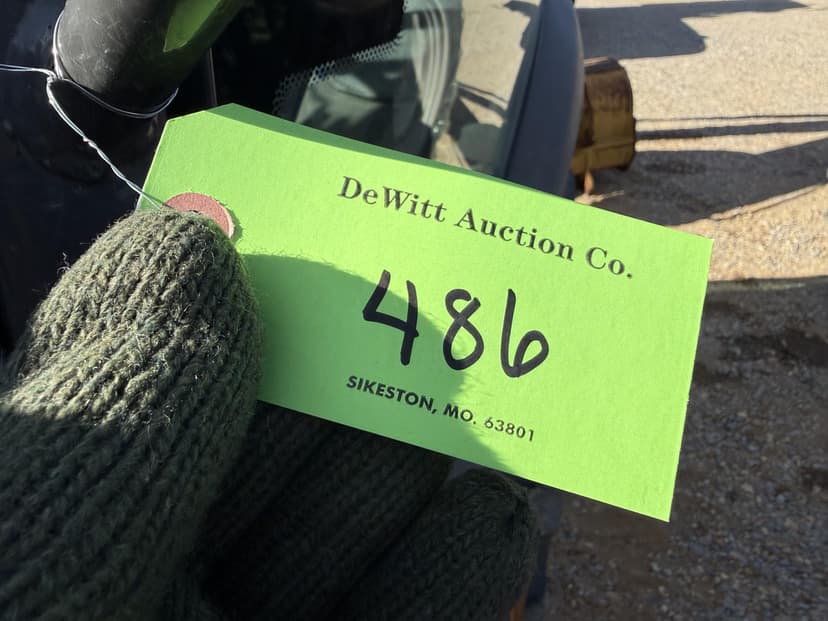 DeWitt Auction Co.
486
SIKESTON, MO. 63801